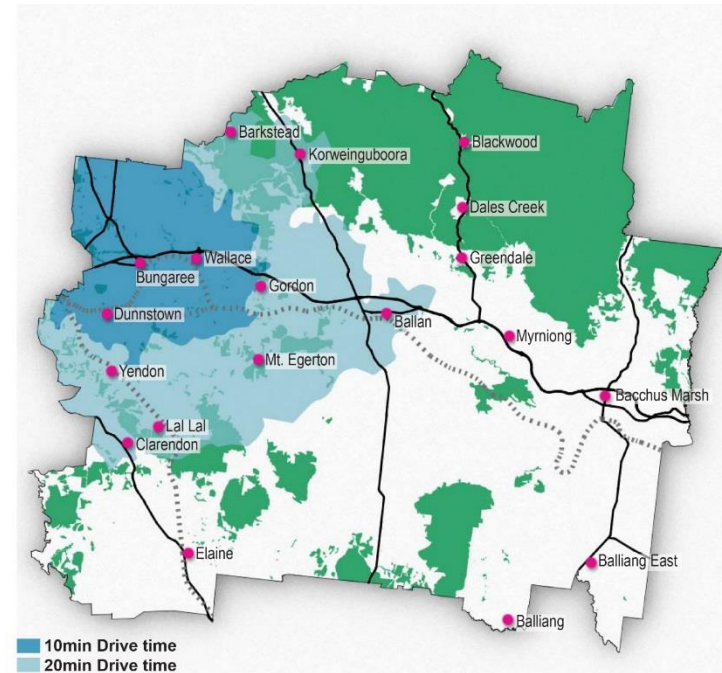 Barkstead
Blackwood
Korweinguboora
Dales Creek
Wallace
Greendale
Bungaree
Gordon
Dunnstown
Ballan
Myrniong
Mt. Egerton
Yendon
Bacchus Marsh
Lal Lal
Clarendon
Elaine
Balliang East
Balliang
10min Drive time
20min Drive time